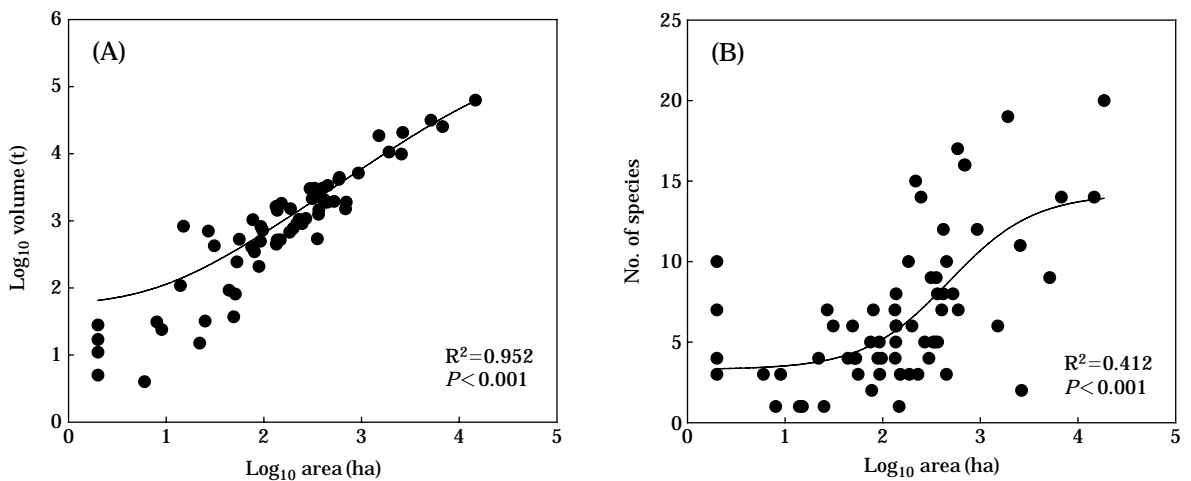 (A)
Log₁₀ volume (t)
6
5
4
3
2
1
0
R²=0.952
P<0.001
0 1 2 3 4 5
Log₁₀ area (ha)
(B)
No. of species
25
20
15
10
5
0
R²=0.412
P<0.001
0 1 2 3 4 5
Log₁₀ area (ha)